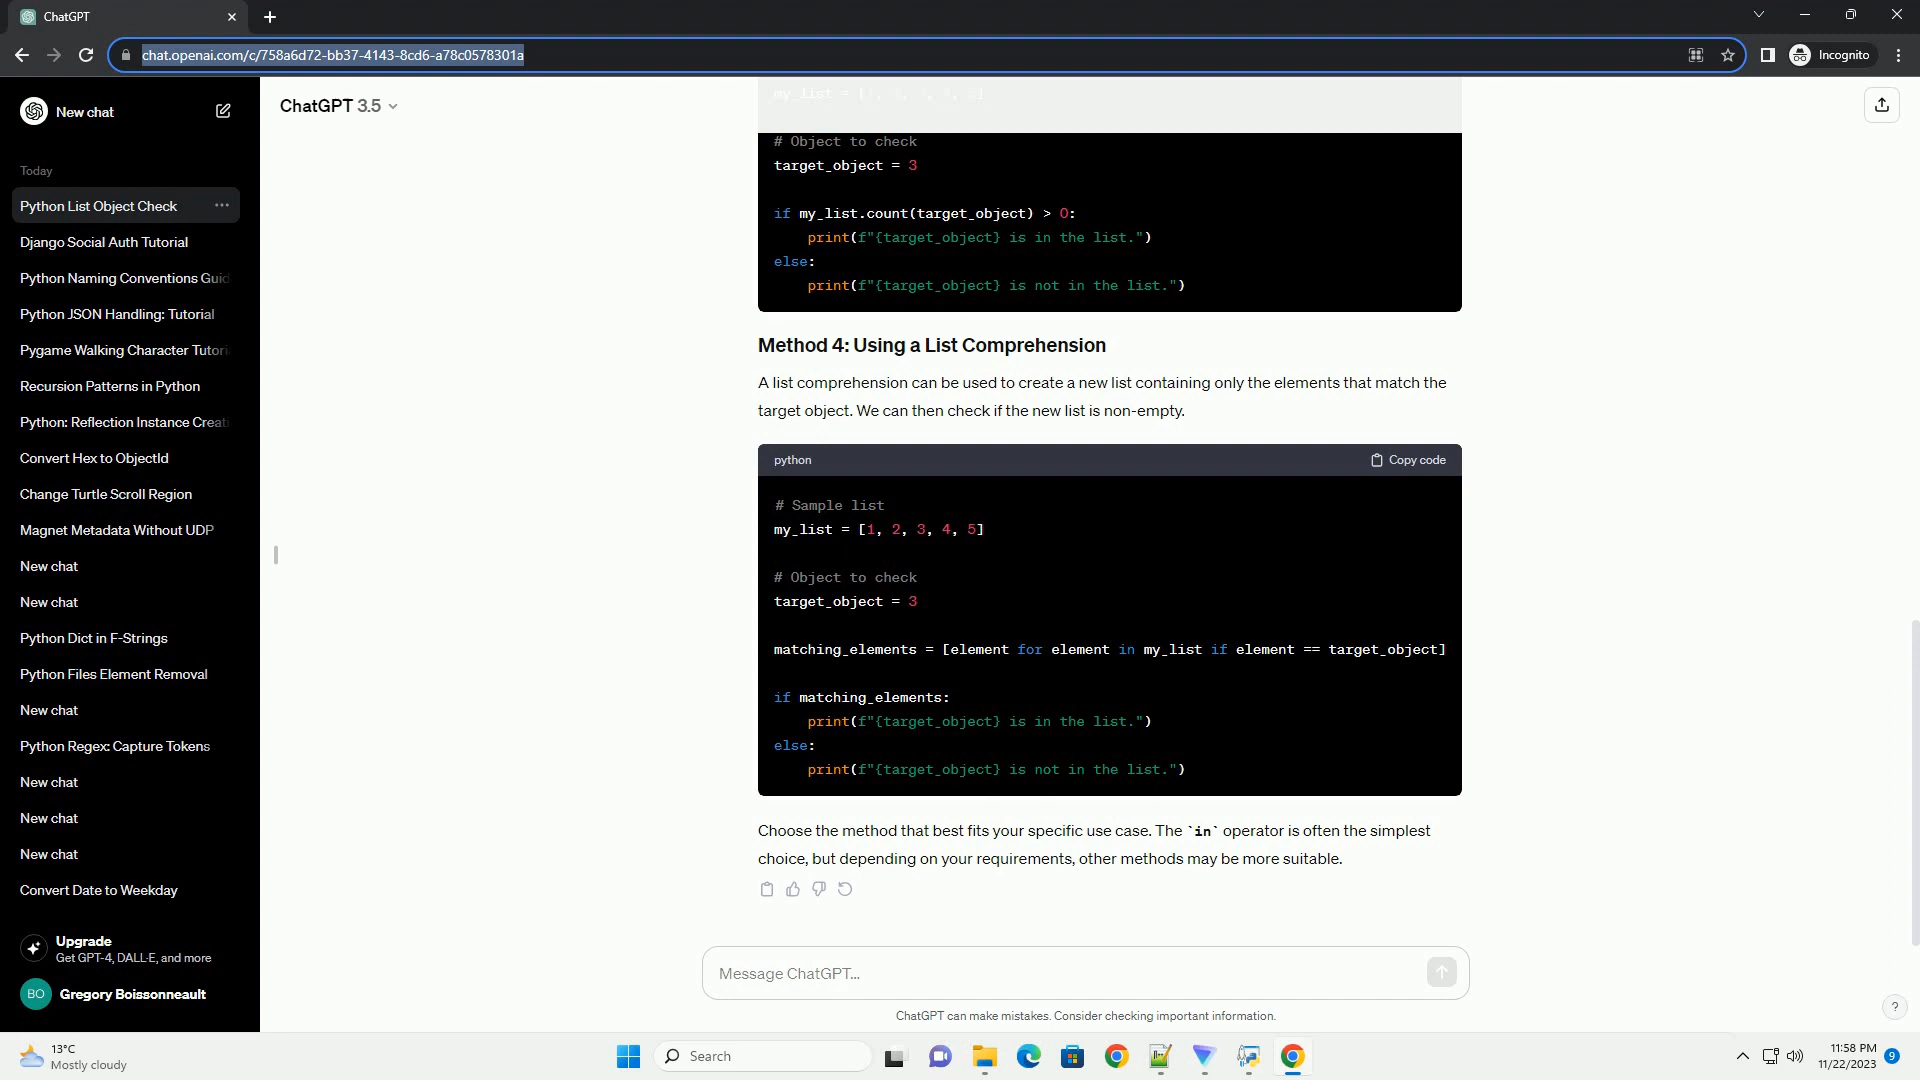 ChatGPT
chat.openai.com/c/758a6d72-bb37-4143-8cd6-a78c0578301a
Incognito
New chat
Today
Python List Object Check
Django Social Auth Tutorial
Python Naming Conventions Guid
Python JSON Handling: Tutorial
Pygame Walking Character Tutori
Recursion Patterns in Python
Python: Reflection Instance Creati
Convert Hex to ObjectId
Change Turtle Scroll Region
Magnet Metadata Without UDP
New chat
New chat
Python Dict in F-Strings
Python Files Element Removal
New chat
Python Regex: Capture Tokens
New chat
New chat
New chat
Convert Date to Weekday
Upgrade
Get GPT-4, DALL·E, and more
BO
Gregory Boissonneault
ChatGPT 3.5
my_list = [1, 2, 3, 4, 5]
# Object to check
target_object = 3
if my_list.count(target_object) > 0:
print(f"{target_object} is in the list.")
else:
print(f"{target_object} is not in the list.")
Method 4: Using a List Comprehension
A list comprehension can be used to create a new list containing only the elements that match the
target object. We can then check if the new list is non-empty.
python
Copy code
# Sample list
my_list = [1, 2, 3, 4, 5]
# Object to check
target_object = 3
matching_elements = [element for element in my_list if element == target_object]
if matching_elements:
print(f"{target_object} is in the list.")
else:
print(f"{target_object} is not in the list.")
Choose the method that best fits your specific use case. The `in` operator is often the simplest
choice, but depending on your requirements, other methods may be more suitable.
Message ChatGPT...
ChatGPT can make mistakes. Consider checking important information.
?
13°C
Mostly cloudy
Search
11:58 PM
11/22/2023
9